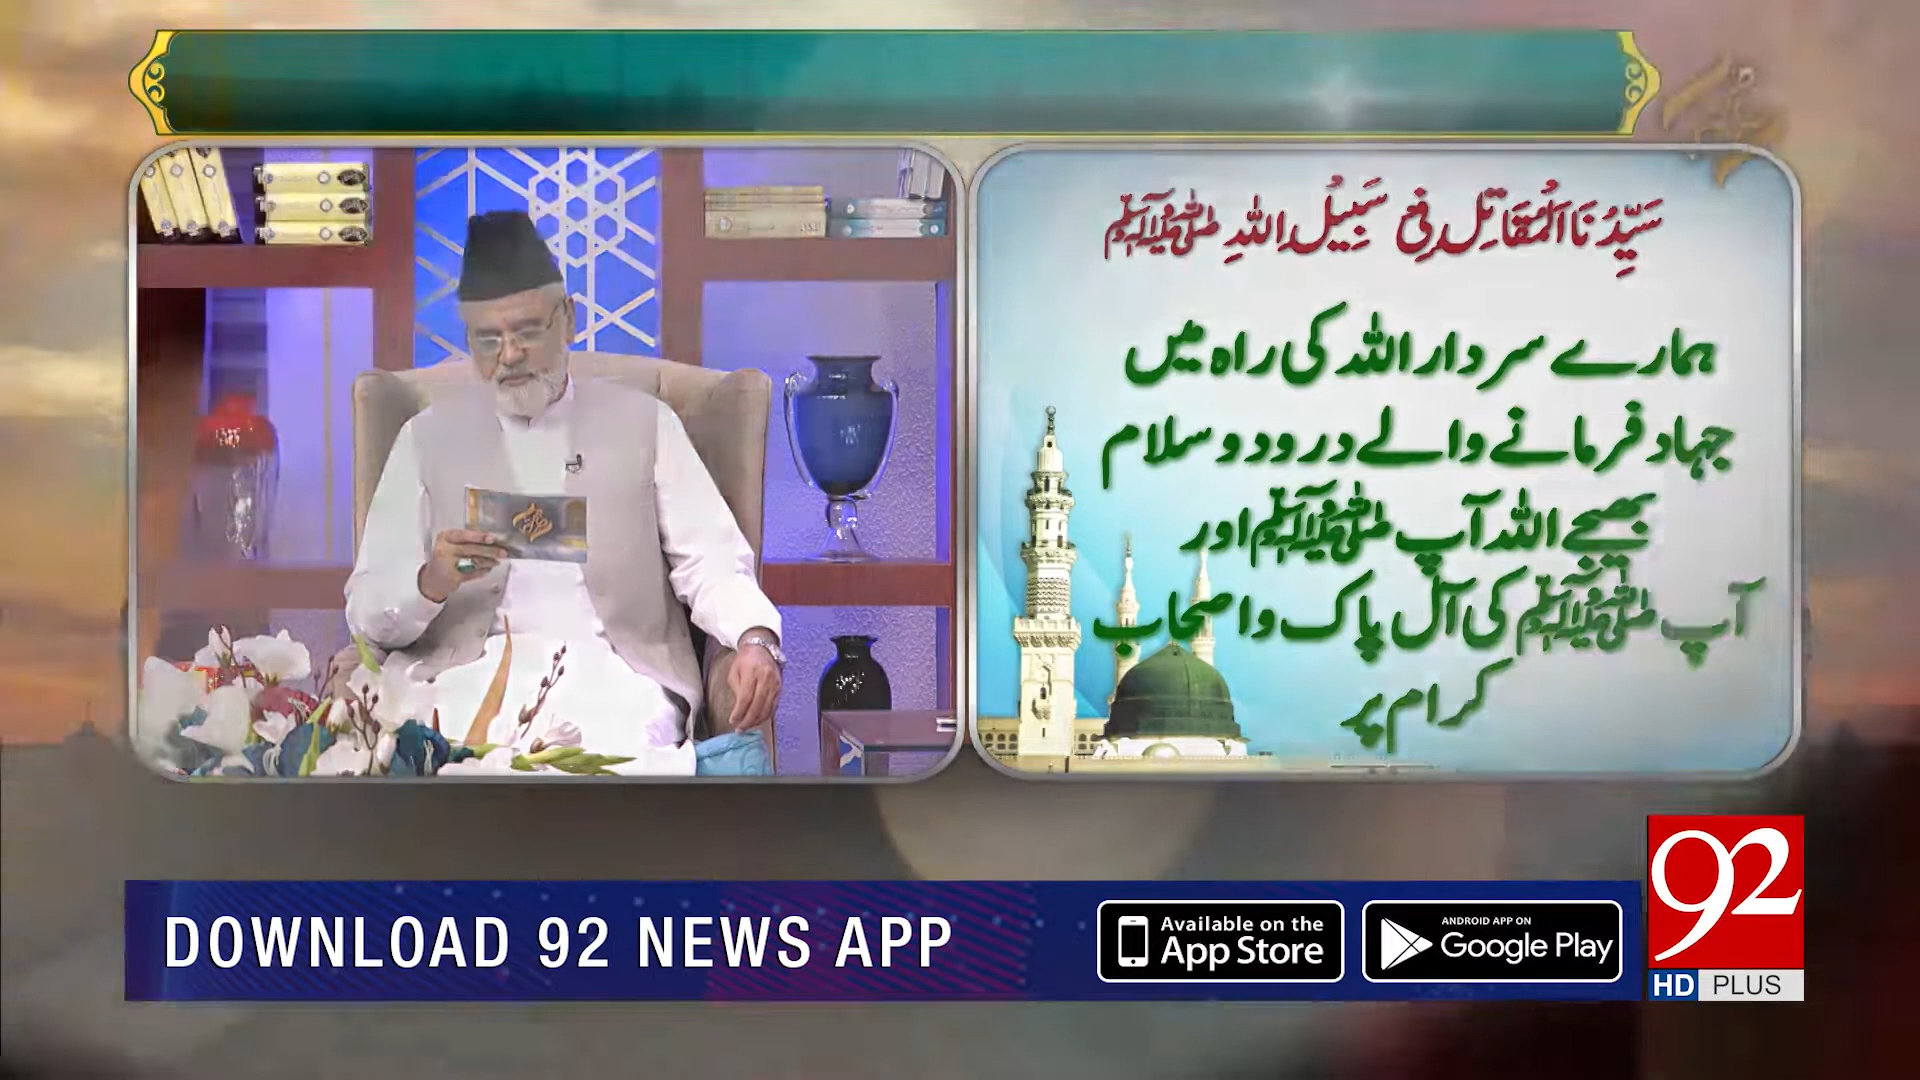 سَیِّدُنَا الْمُقَاتِل فِی سَبِیْلِ اللّٰہِ ﷺ
ہمارے سردار اللہ کی راہ میں
جہاد فرمانے والے درود و سلام
بھیجے اللہ آپ ﷺ اور
آپ ﷺ کی آل پاک و اصحاب
کرام پر
DOWNLOAD 92 NEWS APP
Available on the
App Store
ANDROID APP ON
Google Play
92
HD PLUS